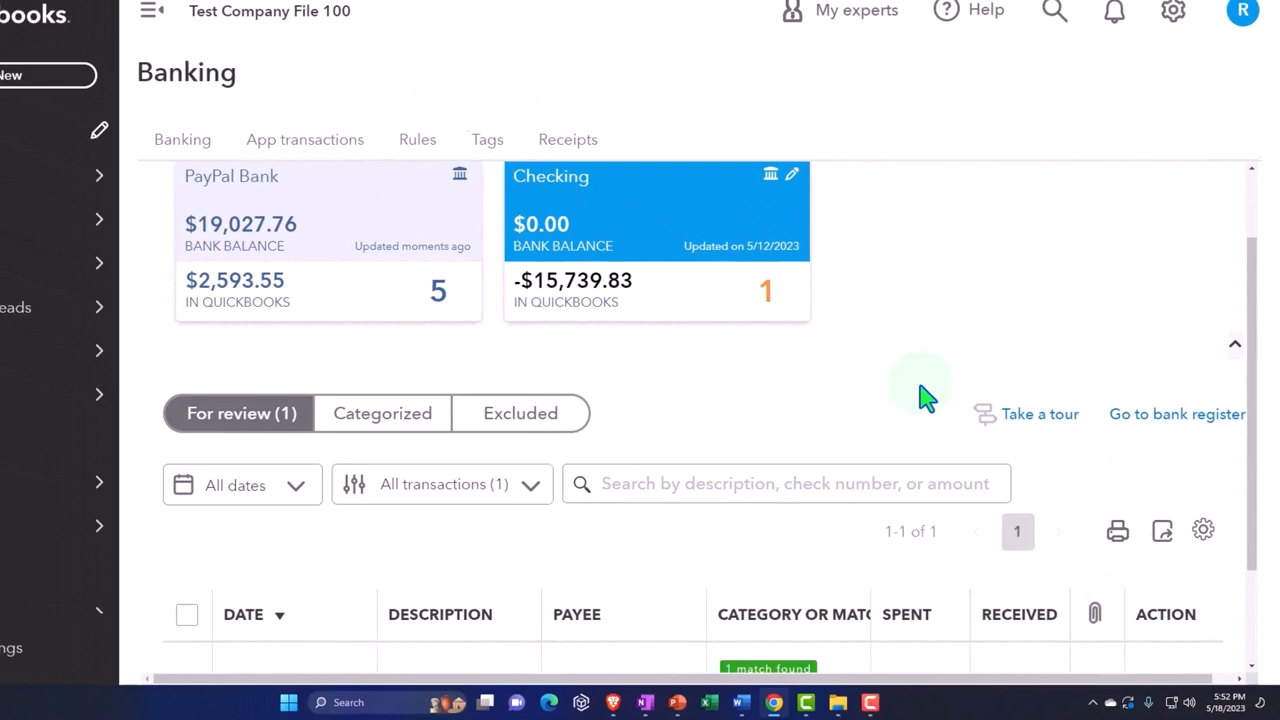 ooks.
Test Company File 100
My experts
Help
R
New
Banking
Banking
App transactions
Rules
Tags
Receipts
PayPal Bank
$19,027.76
BANK BALANCE
Updated moments ago
$2,593.55
5
IN QUICKBOOKS
Checking
$0.00
BANK BALANCE
Updated on 5/12/2023
-$15,739.83
1
IN QUICKBOOKS
eads
For review (1)
Categorized
Excluded
Take a tour
Go to bank register
All dates
All transactions (1)
Search by description, check number, or amount
1-1 of 1
1
DATE
DESCRIPTION
PAYEE
CATEGORY OR MATC
SPENT
RECEIVED
ACTION
ngs
1 match found
Search
5:52 PM
5/18/2023